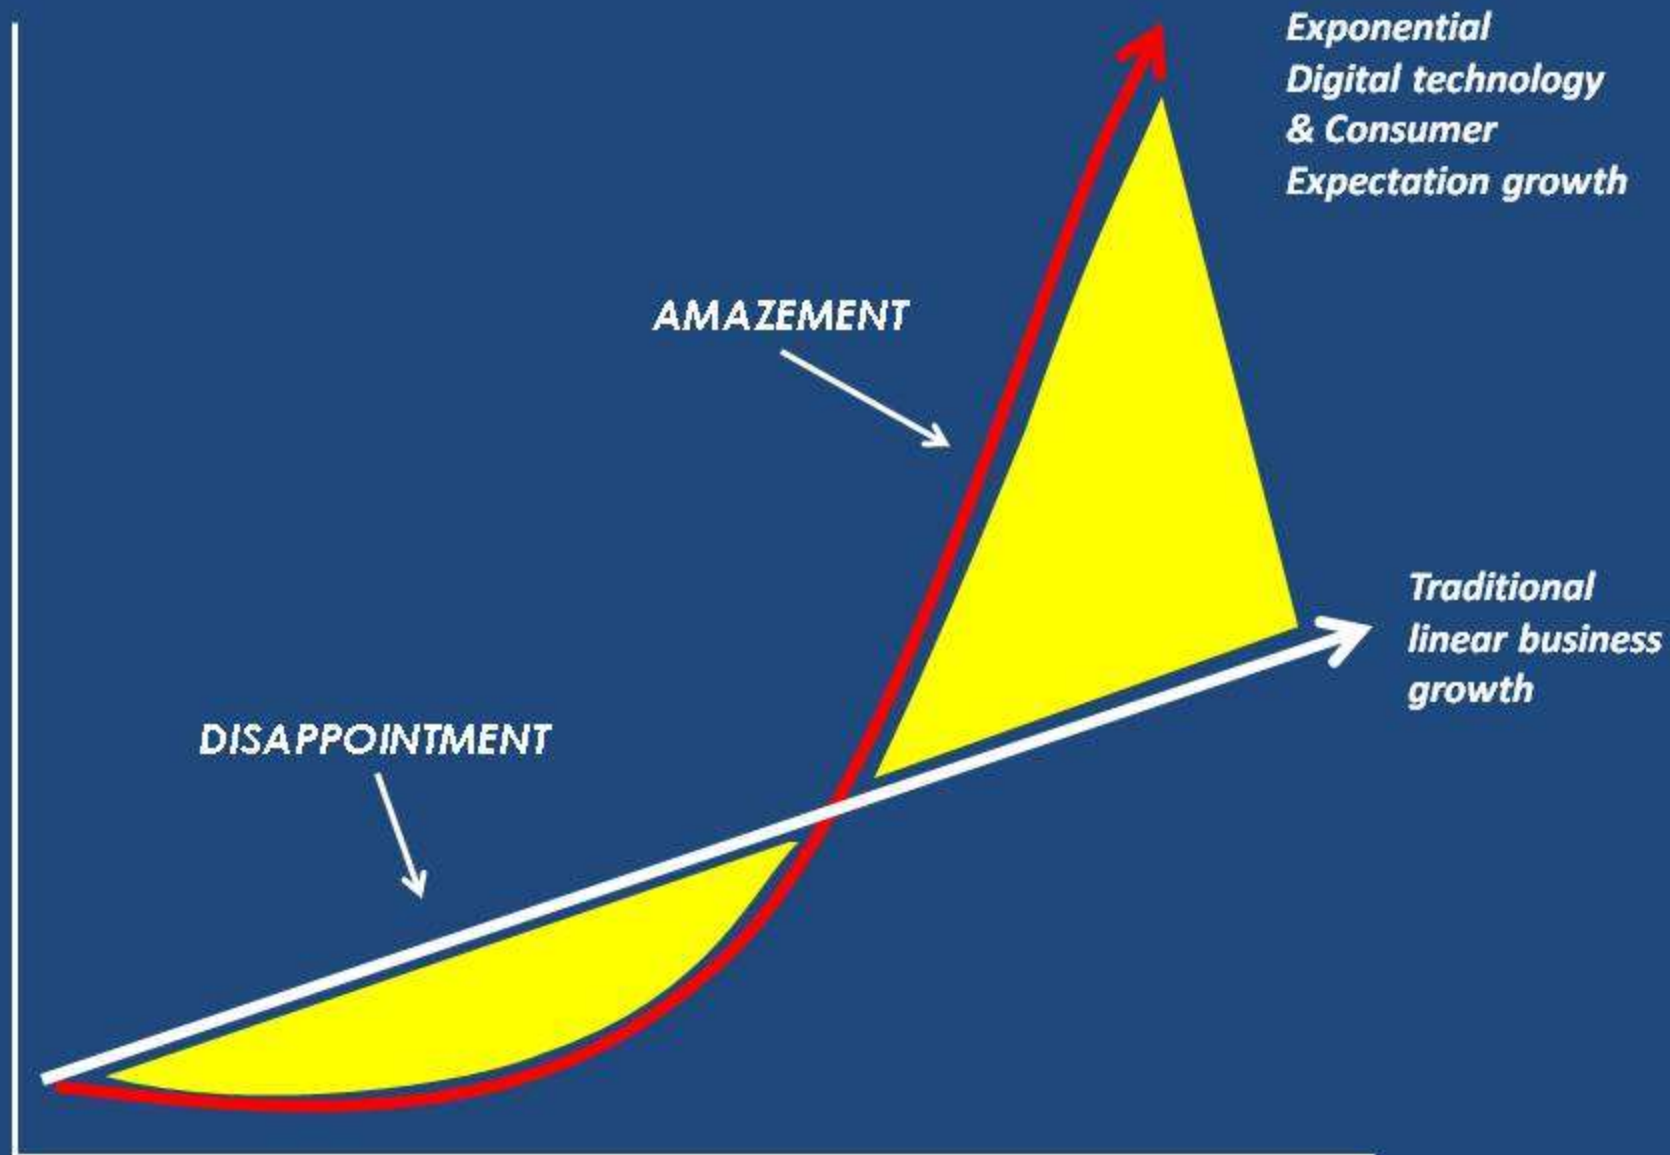 Exponential
Digital technology
& Consumer
Expectation growth
AMAZEMENT
Traditional
linear business
growth
DISAPPOINTMENT